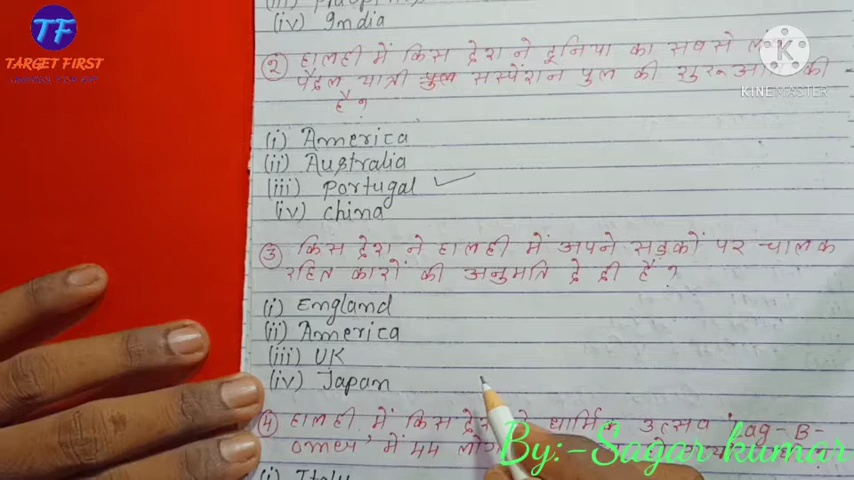 TF
TARGET FIRST
(iv) India
② हालही में किस देश ने दुनिया का सबसे
पैदल यात्री पुल सस्पेंशन पुल की शुरूआत की
है?
(i) America
(ii) Australia
(iii) Portugal ✓
(iv) China
③ किस देश ने हालही में अपने सड़कों पर चालक
रहित कारों की अनुमति दे दी है?
(i) England
(ii) America
(iii) UK
(iv) Japan
④ हालही में किस देश धार्मिक उत्सव 'Lag-B-
omer' में 44
(i) Italy
K
KINEMASTER
By:-Sagar kumar